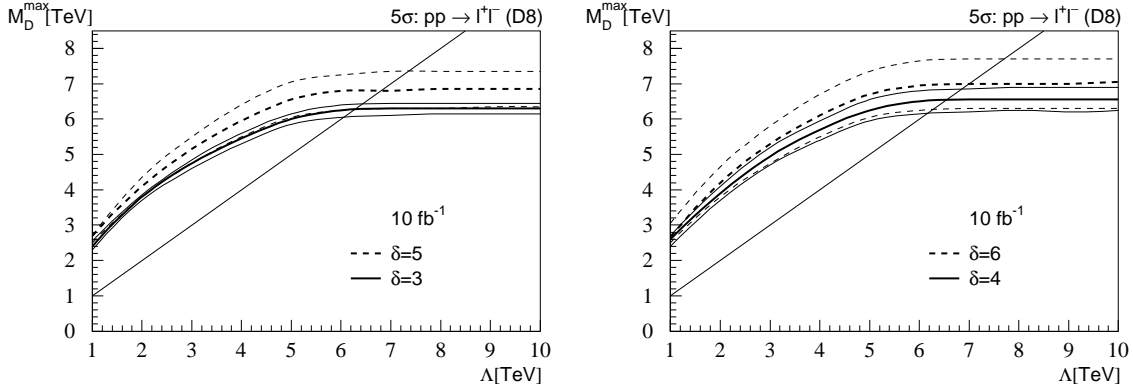 M_D^max[TeV]
5σ: pp → l⁺l⁻ (D8)
8
7
6
5
4
3
2
1
0
10 fb⁻¹
δ=5
δ=3
1 2 3 4 5 6 7 8 9 10
Λ[TeV]
M_D^max[TeV]
5σ: pp → l⁺l⁻ (D8)
8
7
6
5
4
3
2
1
0
10 fb⁻¹
δ=6
δ=4
1 2 3 4 5 6 7 8 9 10
Λ[TeV]